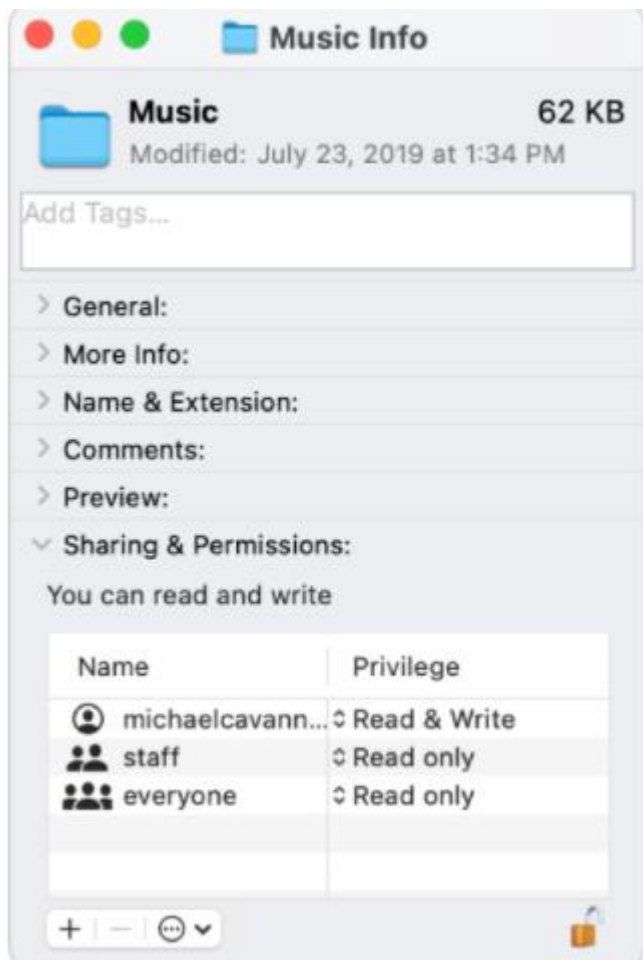 Music Info
Music 62 KB
Modified: July 23, 2019 at 1:34 PM
Add Tags...
General:
More Info:
Name & Extension:
Comments:
Preview:
Sharing & Permissions:
You can read and write
Name Privilege
michaelcavann... Read & Write
staff Read only
everyone Read only